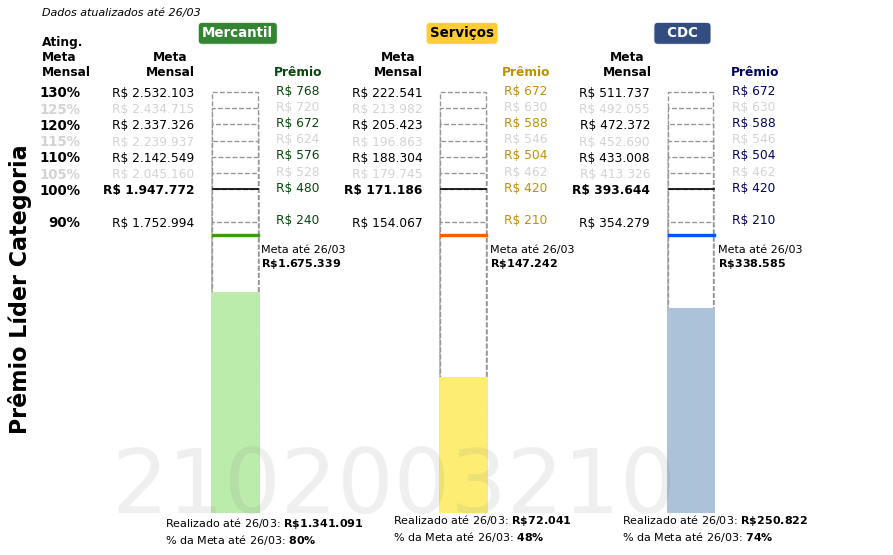 Dados atualizados até 26/03
Mercantil Serviços CDC
Ating.
Meta
Mensal
Meta
Mensal
Prêmio
Meta
Mensal
Prêmio
Meta
Mensal
Prêmio
130% R$ 2.532.103 R$ 768 R$ 222.541 R$ 672 R$ 511.737 R$ 672
125% R$ 2.434.715 R$ 720 R$ 213.982 R$ 630 R$ 492.055 R$ 630
120% R$ 2.337.326 R$ 672 R$ 205.423 R$ 588 R$ 472.372 R$ 588
115% R$ 2.239.937 R$ 624 R$ 196.863 R$ 546 R$ 452.690 R$ 546
110% R$ 2.142.549 R$ 576 R$ 188.304 R$ 504 R$ 433.008 R$ 504
105% R$ 2.045.160 R$ 528 R$ 179.745 R$ 462 R$ 413.326 R$ 462
100% R$ 1.947.772 R$ 480 R$ 171.186 R$ 420 R$ 393.644 R$ 420
90% R$ 1.752.994 R$ 240 R$ 154.067 R$ 210 R$ 354.279 R$ 210
Meta até 26/03
R$1.675.339
Meta até 26/03
R$147.242
Meta até 26/03
R$338.585
Prêmio Líder Categoria
2102003210
Realizado até 26/03: R$1.341.091
% da Meta até 26/03: 80%
Realizado até 26/03: R$72.041
% da Meta até 26/03: 48%
Realizado até 26/03: R$250.822
% da Meta até 26/03: 74%